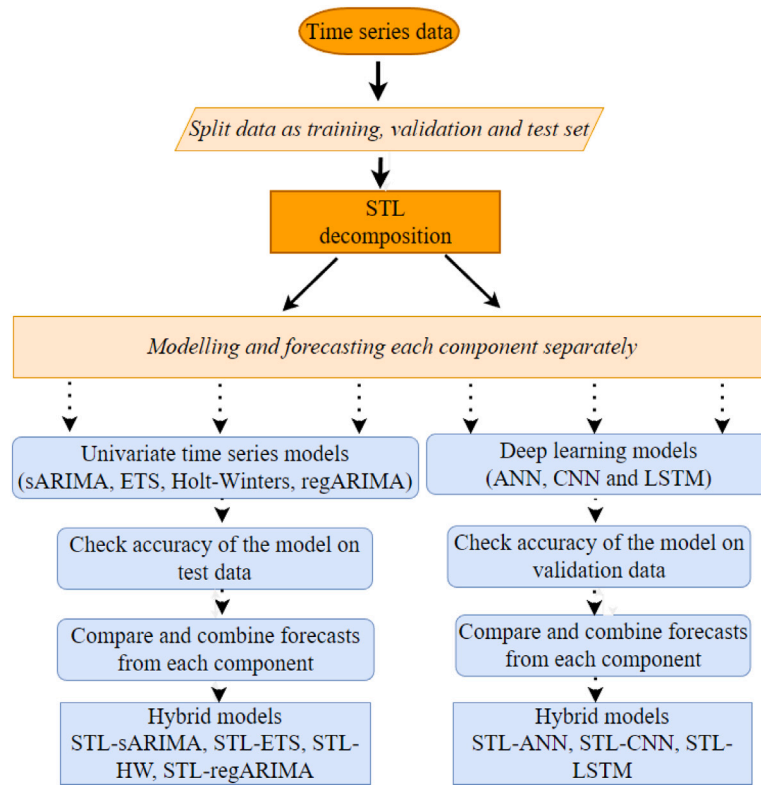 Time series data
Split data as training, validation and test set
STL
decomposition
Modelling and forecasting each component separately
Univariate time series models
(sARIMA, ETS, Holt-Winters, regARIMA)
Check accuracy of the model on
test data
Compare and combine forecasts
from each component
Hybrid models
STL-sARIMA, STL-ETS, STL-
HW, STL-regARIMA
Deep learning models
(ANN, CNN and LSTM)
Check accuracy of the model on
validation data
Compare and combine forecasts
from each component
Hybrid models
STL-ANN, STL-CNN, STL-
LSTM